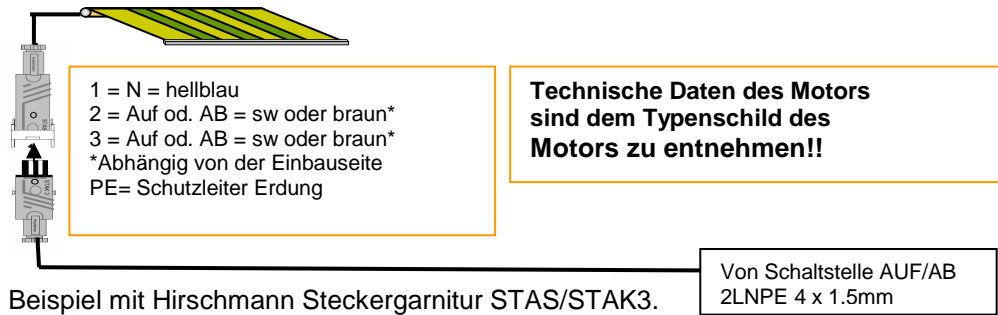 1 = N = hellblau
2 = Auf od. AB = sw oder braun*
3 = Auf od. AB = sw oder braun*
*Abhängig von der Einbauseite
PE= Schutzleiter Erdung
Technische Daten des Motors
sind dem Typenschild des
Motors zu entnehmen!!
Von Schaltstelle AUF/AB
2LNPE 4 x 1.5mm
Beispiel mit Hirschmann Steckergarnitur STAS/STAK3.